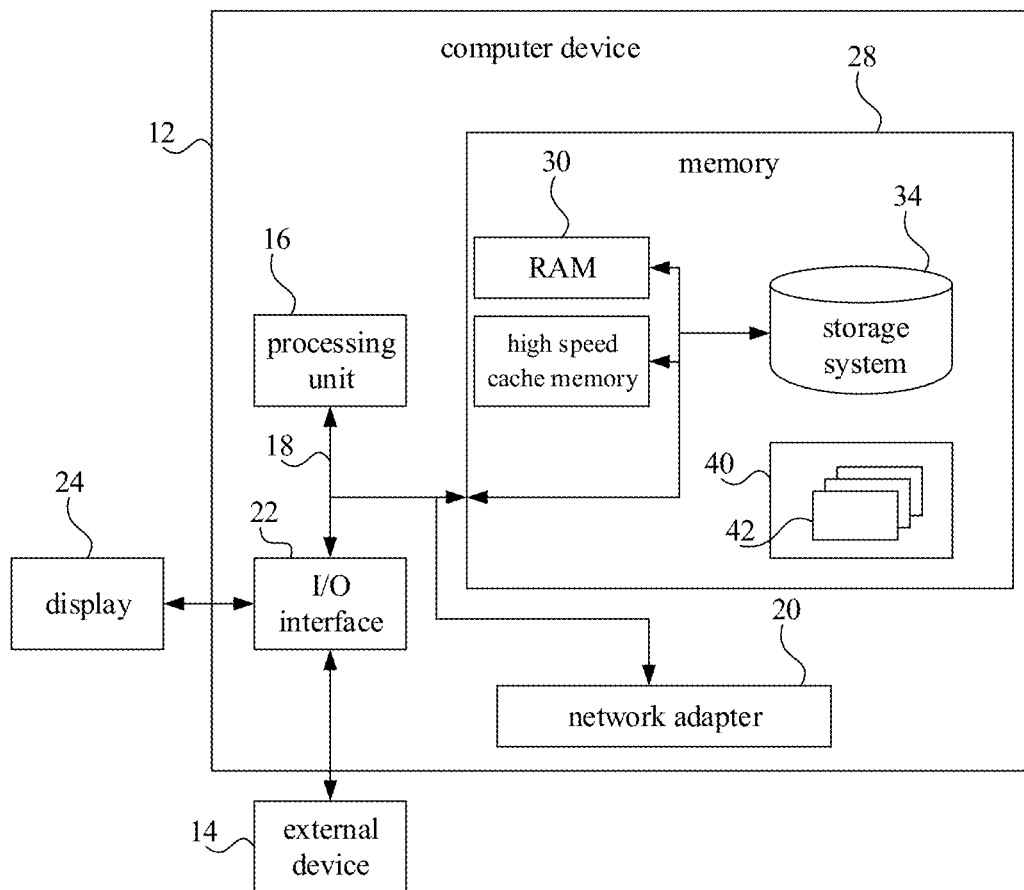 computer device
28
12
memory
30
34
RAM
16
storage
system
processing
unit
high speed
cache memory
18
40
42
24
22
display
I/O
interface
20
network adapter
14
external
device